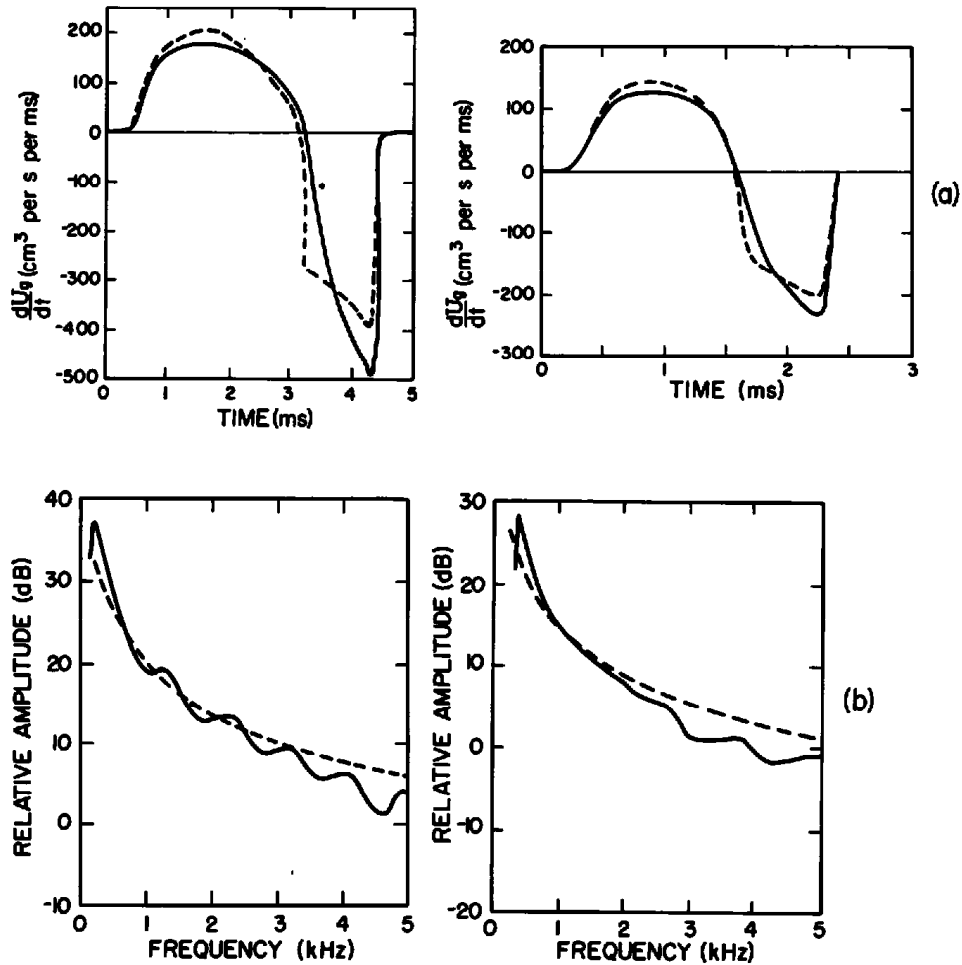 200
100
0
-100
-200
-300
-400
-500
dUg/dt (cm³ per s per ms)
0 1 2 3 4 5
TIME (ms)
200
100
0
-100
-200
-300
dUg/dt (cm³ per s per ms)
0 1 2 3
TIME (ms)
(a)
40
30
20
10
0
-10
RELATIVE AMPLITUDE (dB)
0 1 2 3 4 5
FREQUENCY (kHz)
30
20
10
0
-10
-20
RELATIVE AMPLITUDE (dB)
0 1 2 3 4 5
FREQUENCY (kHz)
(b)